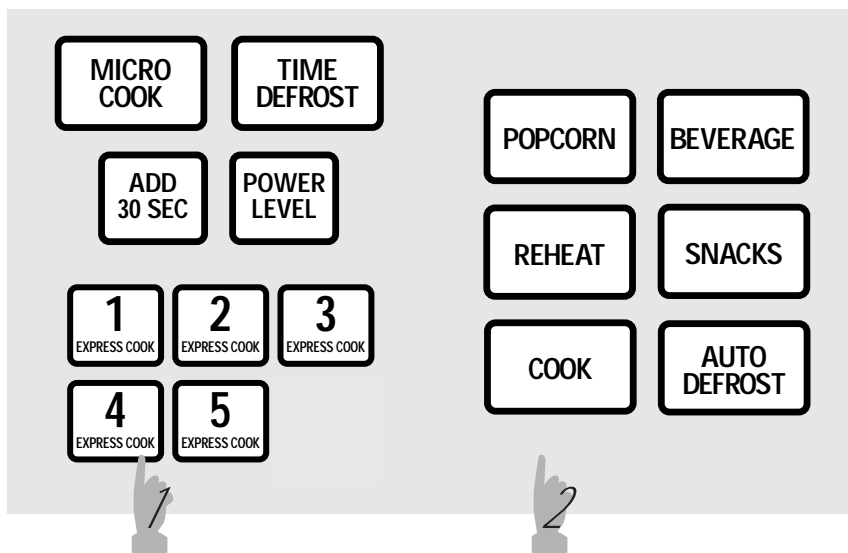 MICRO
COOK
TIME
DEFROST
ADD
30 SEC
POWER
LEVEL
1
EXPRESS COOK
2
EXPRESS COOK
3
EXPRESS COOK
4
EXPRESS COOK
5
EXPRESS COOK
1
POPCORN
BEVERAGE
REHEAT
SNACKS
COOK
AUTO
DEFROST
2